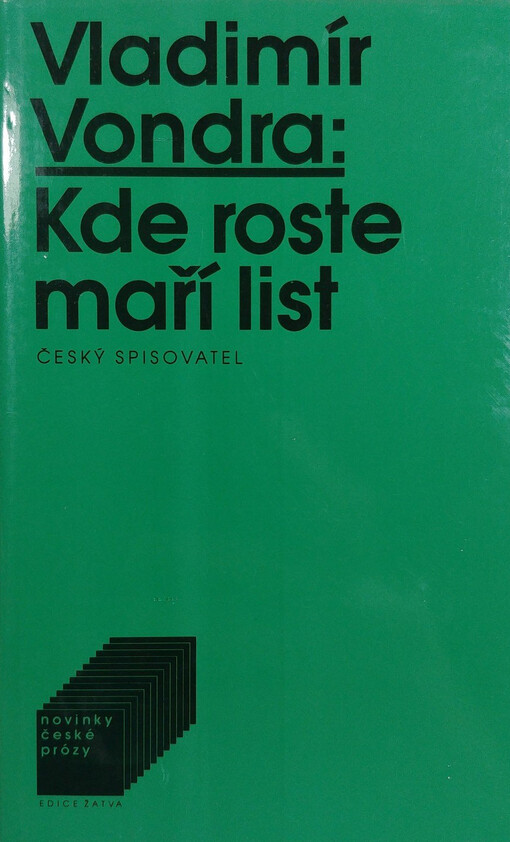 Vladimír
Vondra:
Kde roste
maří list
ČESKÝ SPISOVATEL
novinky
české
prózy
EDICE ŽATVA